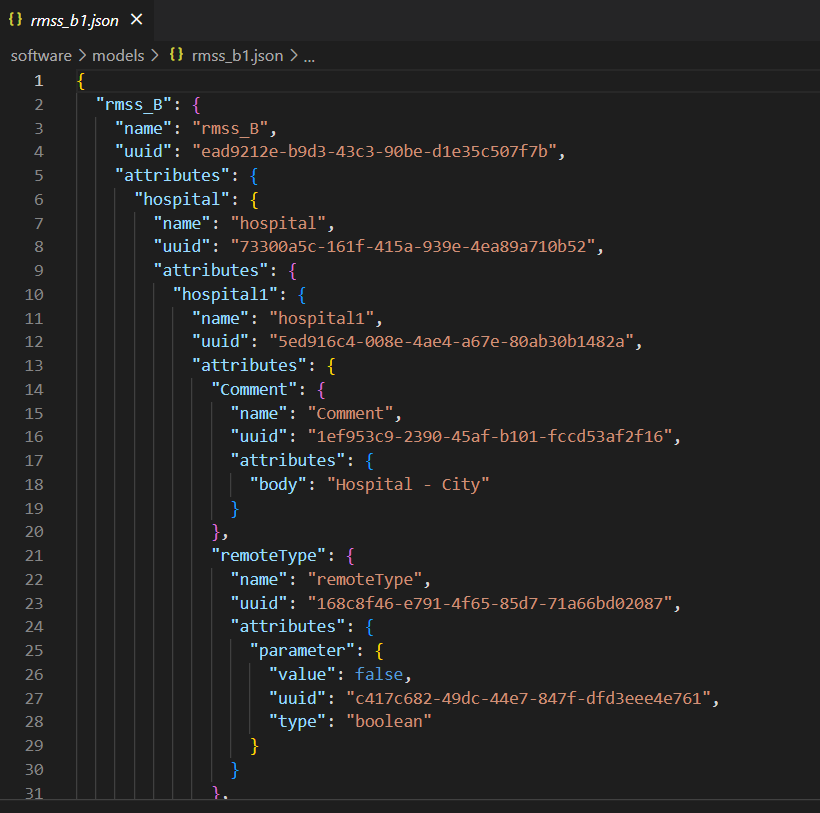 {} rmss_b1.json ×
software > models > {} rmss_b1.json > ...
1 {
2 "rmss_B": {
3 "name": "rmss_B",
4 "uuid": "ead9212e-b9d3-43c3-90be-d1e35c507f7b",
5 "attributes": {
6 "hospital": {
7 "name": "hospital",
8 "uuid": "73300a5c-161f-415a-939e-4ea89a710b52",
9 "attributes": {
10 "hospital1": {
11 "name": "hospital1",
12 "uuid": "5ed916c4-008e-4ae4-a67e-80ab30b1482a",
13 "attributes": {
14 "Comment": {
15 "name": "Comment",
16 "uuid": "1ef953c9-2390-45af-b101-fccd53af2f16",
17 "attributes": {
18 "body": "Hospital - City"
19 }
20 },
21 "remoteType": {
22 "name": "remoteType",
23 "uuid": "168c8f46-e791-4f65-85d7-71a66bd02087",
24 "attributes": {
25 "parameter": {
26 "value": false,
27 "uuid": "c417c682-49dc-44e7-847f-dfd3eee4e761",
28 "type": "boolean"
29 }
30 }
31 },